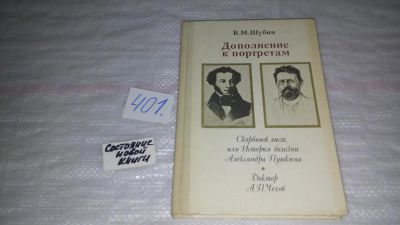 Б.М.Шубин
Дополнение
к портретам
Скорбный лист,
или История болезни
Александра Пушкина
Доктор
А.П.Чехов
401.
Состояние
новой
книги